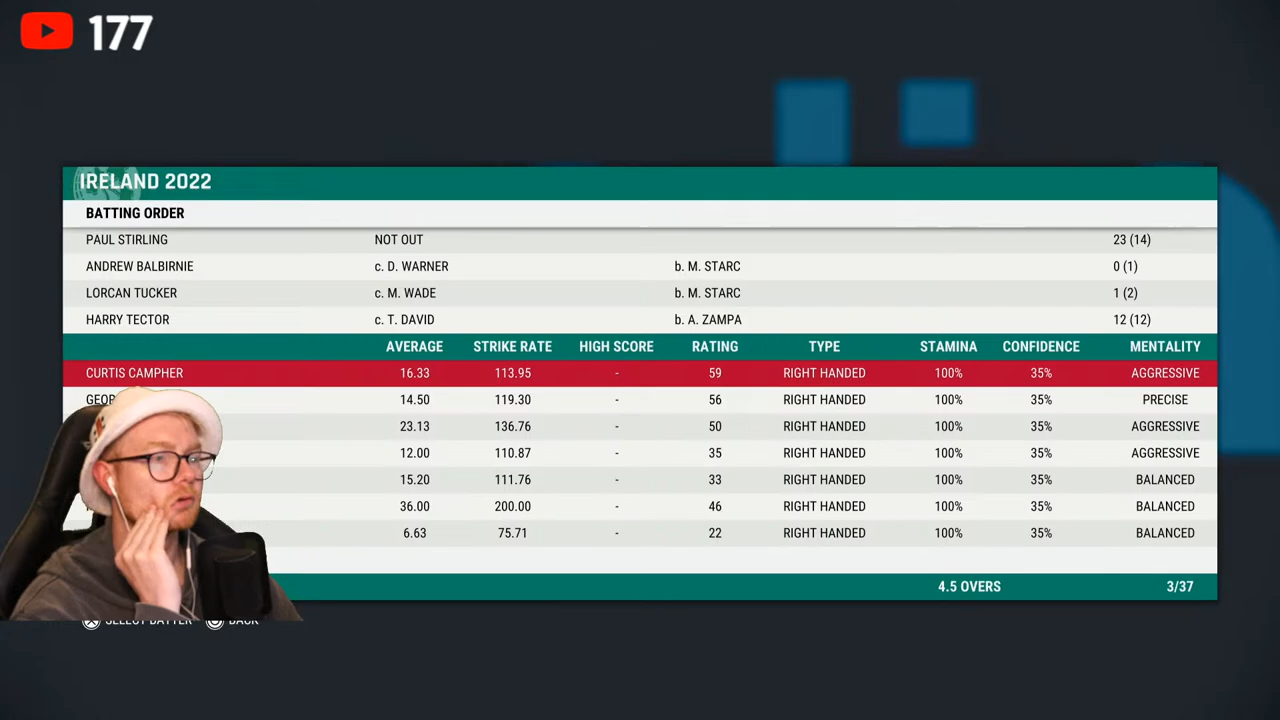 177
IRELAND 2022
BATTING ORDER
PAUL STIRLING NOT OUT 23 (14)
ANDREW BALBIRNIE c. D. WARNER b. M. STARC 0 (1)
LORCAN TUCKER c. M. WADE b. M. STARC 1 (2)
HARRY TECTOR c. T. DAVID b. A. ZAMPA 12 (12)
AVERAGE STRIKE RATE HIGH SCORE RATING TYPE STAMINA CONFIDENCE MENTALITY
CURTIS CAMPHER 16.33 113.95 - 59 RIGHT HANDED 100% 35% AGGRESSIVE
14.50 119.30 - 56 RIGHT HANDED 100% 35% PRECISE
23.13 136.76 - 50 RIGHT HANDED 100% 35% AGGRESSIVE
12.00 110.87 - 35 RIGHT HANDED 100% 35% AGGRESSIVE
15.20 111.76 - 33 RIGHT HANDED 100% 35% BALANCED
36.00 200.00 - 46 RIGHT HANDED 100% 35% BALANCED
6.63 75.71 - 22 RIGHT HANDED 100% 35% BALANCED
4.5 OVERS 3/37
SELECT BATTER BACK